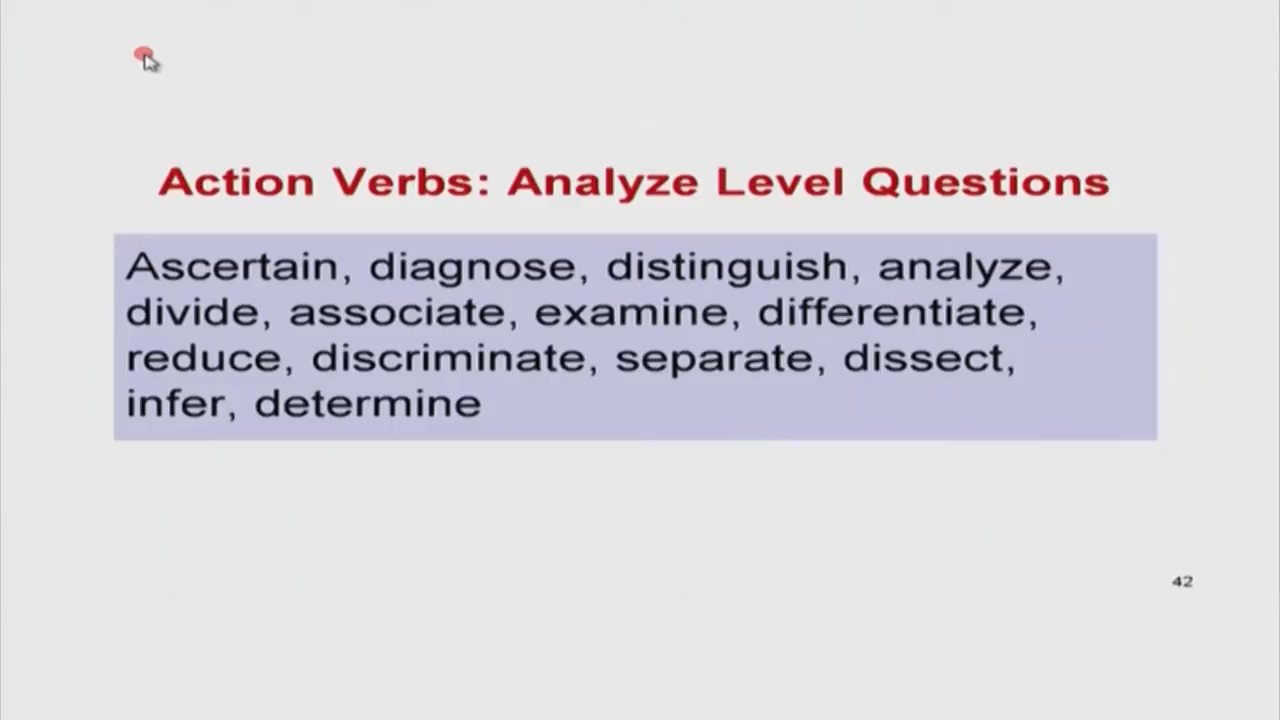 Action Verbs: Analyze Level Questions
Ascertain, diagnose, distinguish, analyze,
divide, associate, examine, differentiate,
reduce, discriminate, separate, dissect,
infer, determine
42